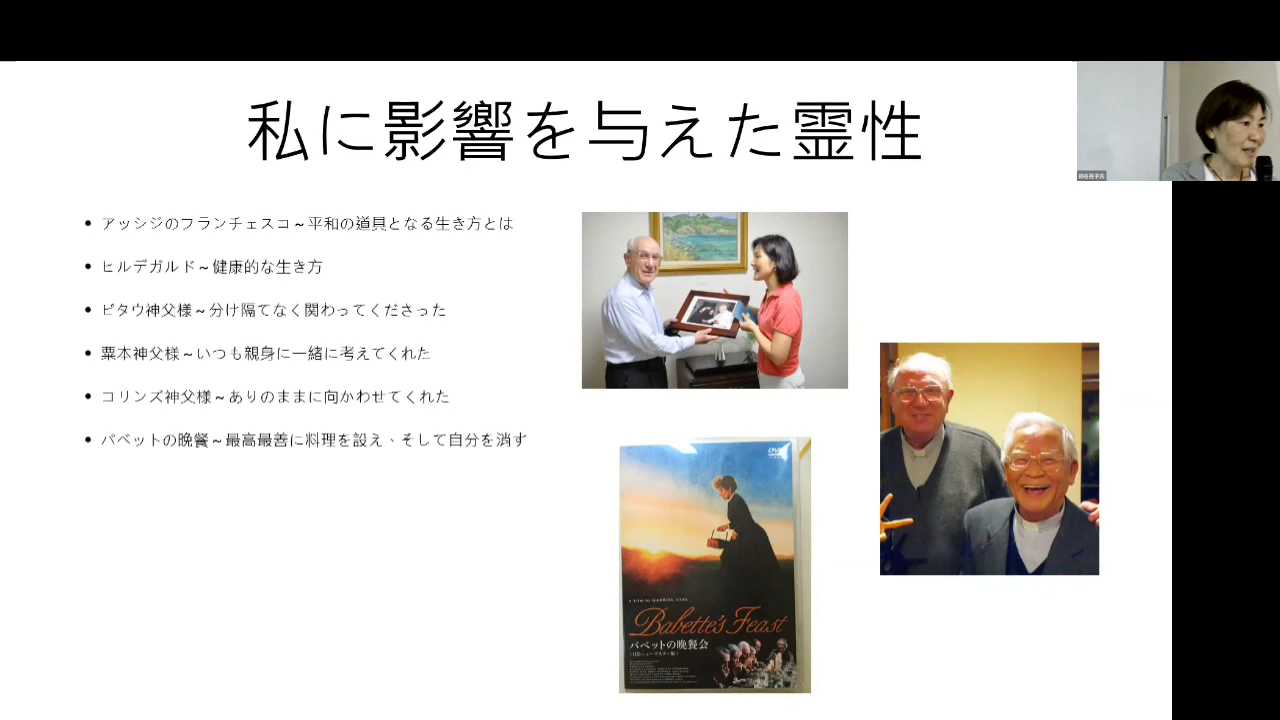 私に影響を与えた霊性
• アッシジのフランチェスコ～平和の道具となる生き方とは
• ヒルデガルド～健康的な生き方
• ピタウ神父様～分け隔てなく関わってくださった
• 粟本神父様～いつも親身に一緒に考えてくれた
• コリンズ神父様～ありのままに向かわせてくれた
• バベットの晩餐～最高最善に料理を設え、そして自分を消す
DVD
a film by GABRIEL AXEL
Babette's Feast
バベットの晩餐会